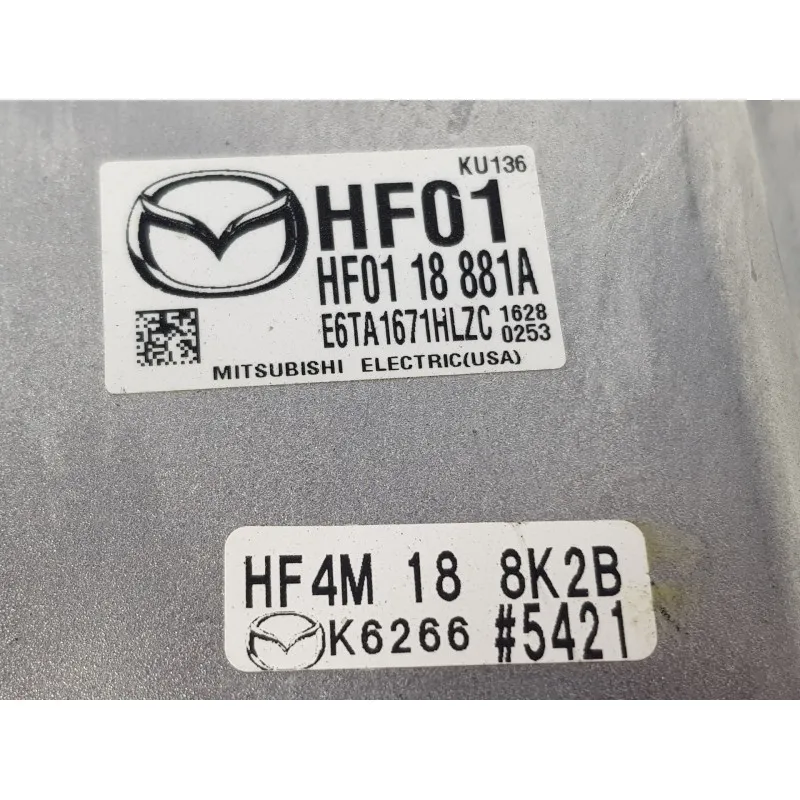 KU136
HF01
HF01 18 881A
E6TA1671HLZC 1628
0253
MITSUBISHI ELECTRIC(USA)
HF4M 18 8K2B
K6266 #5421